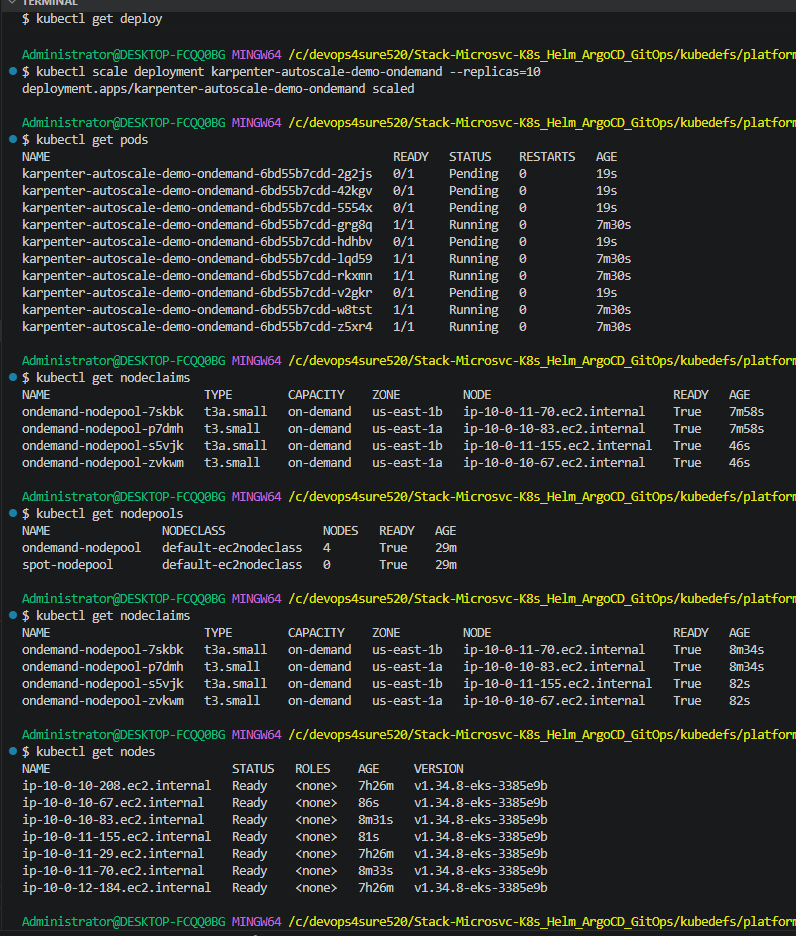 TERMINAL
$ kubectl get deploy
Administrator@DESKTOP-FCQQ0BG MINGW64 /c/devops4sure520/Stack-Microsvc-K8s_Helm_ArgoCD_GitOps/kubedefs/platform
$ kubectl scale deployment karpenter-autoscale-demo-ondemand --replicas=10
deployment.apps/karpenter-autoscale-demo-ondemand scaled
Administrator@DESKTOP-FCQQ0BG MINGW64 /c/devops4sure520/Stack-Microsvc-K8s_Helm_ArgoCD_GitOps/kubedefs/platform
$ kubectl get pods
NAME READY STATUS RESTARTS AGE
karpenter-autoscale-demo-ondemand-6bd55b7cdd-2g2js 0/1 Pending 0 19s
karpenter-autoscale-demo-ondemand-6bd55b7cdd-42kgv 0/1 Pending 0 19s
karpenter-autoscale-demo-ondemand-6bd55b7cdd-5554x 0/1 Pending 0 19s
karpenter-autoscale-demo-ondemand-6bd55b7cdd-grg8q 1/1 Running 0 7m30s
karpenter-autoscale-demo-ondemand-6bd55b7cdd-hdhbv 0/1 Pending 0 19s
karpenter-autoscale-demo-ondemand-6bd55b7cdd-lqd59 1/1 Running 0 7m30s
karpenter-autoscale-demo-ondemand-6bd55b7cdd-rkxmn 1/1 Running 0 7m30s
karpenter-autoscale-demo-ondemand-6bd55b7cdd-v2gkr 0/1 Pending 0 19s
karpenter-autoscale-demo-ondemand-6bd55b7cdd-w8tst 1/1 Running 0 7m30s
karpenter-autoscale-demo-ondemand-6bd55b7cdd-z5xr4 1/1 Running 0 7m30s
Administrator@DESKTOP-FCQQ0BG MINGW64 /c/devops4sure520/Stack-Microsvc-K8s_Helm_ArgoCD_GitOps/kubedefs/platform
$ kubectl get nodeclaims
NAME TYPE CAPACITY ZONE NODE READY AGE
ondemand-nodepool-7skbk t3a.small on-demand us-east-1b ip-10-0-11-70.ec2.internal True 7m58s
ondemand-nodepool-p7dmh t3.small on-demand us-east-1a ip-10-0-10-83.ec2.internal True 7m58s
ondemand-nodepool-s5vjk t3a.small on-demand us-east-1b ip-10-0-11-155.ec2.internal True 46s
ondemand-nodepool-zvkwm t3.small on-demand us-east-1a ip-10-0-10-67.ec2.internal True 46s
Administrator@DESKTOP-FCQQ0BG MINGW64 /c/devops4sure520/Stack-Microsvc-K8s_Helm_ArgoCD_GitOps/kubedefs/platform
$ kubectl get nodepools
NAME NODECLASS NODES READY AGE
ondemand-nodepool default-ec2nodeclass 4 True 29m
spot-nodepool default-ec2nodeclass 0 True 29m
Administrator@DESKTOP-FCQQ0BG MINGW64 /c/devops4sure520/Stack-Microsvc-K8s_Helm_ArgoCD_GitOps/kubedefs/platform
$ kubectl get nodeclaims
NAME TYPE CAPACITY ZONE NODE READY AGE
ondemand-nodepool-7skbk t3a.small on-demand us-east-1b ip-10-0-11-70.ec2.internal True 8m34s
ondemand-nodepool-p7dmh t3.small on-demand us-east-1a ip-10-0-10-83.ec2.internal True 8m34s
ondemand-nodepool-s5vjk t3a.small on-demand us-east-1b ip-10-0-11-155.ec2.internal True 82s
ondemand-nodepool-zvkwm t3.small on-demand us-east-1a ip-10-0-10-67.ec2.internal True 82s
Administrator@DESKTOP-FCQQ0BG MINGW64 /c/devops4sure520/Stack-Microsvc-K8s_Helm_ArgoCD_GitOps/kubedefs/platform
$ kubectl get nodes
NAME STATUS ROLES AGE VERSION
ip-10-0-10-208.ec2.internal Ready <none> 7h26m v1.34.8-eks-3385e9b
ip-10-0-10-67.ec2.internal Ready <none> 86s v1.34.8-eks-3385e9b
ip-10-0-10-83.ec2.internal Ready <none> 8m31s v1.34.8-eks-3385e9b
ip-10-0-11-155.ec2.internal Ready <none> 81s v1.34.8-eks-3385e9b
ip-10-0-11-29.ec2.internal Ready <none> 7h26m v1.34.8-eks-3385e9b
ip-10-0-11-70.ec2.internal Ready <none> 8m33s v1.34.8-eks-3385e9b
ip-10-0-12-184.ec2.internal Ready <none> 7h26m v1.34.8-eks-3385e9b
Administrator@DESKTOP-FCQQ0BG MINGW64 /c/devops4sure520/Stack-Microsvc-K8s_Helm_ArgoCD_GitOps/kubedefs/platform